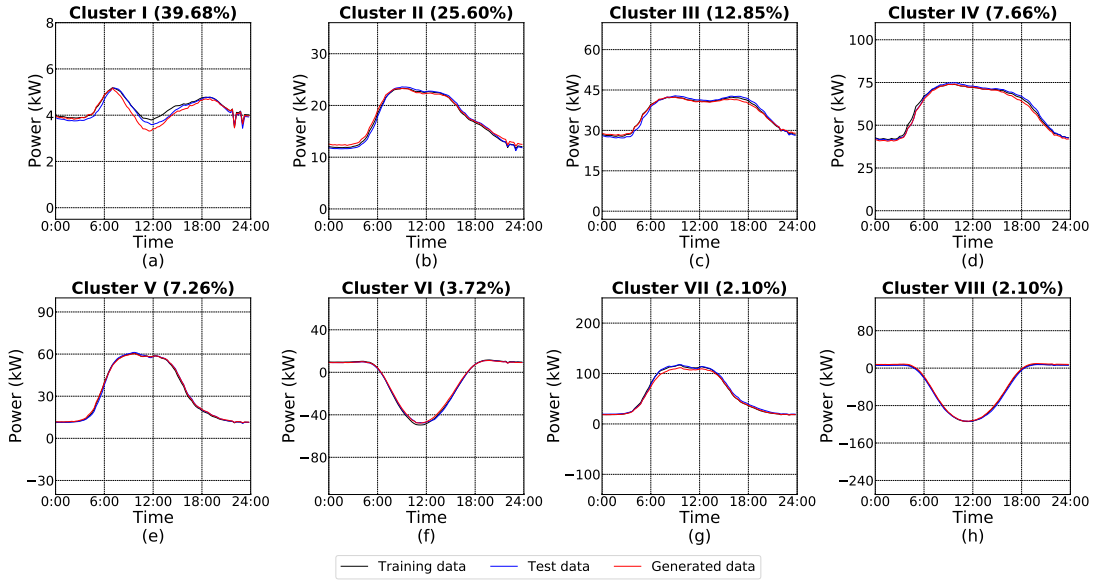 Cluster I (39.68%)
Cluster II (25.60%)
Cluster III (12.85%)
Cluster IV (7.66%)
Power (kW)
8
6
4
2
0
0:00 6:00 12:00 18:00 24:00
Time
(a)
Power (kW)
30
20
10
0
0:00 6:00 12:00 18:00 24:00
Time
(b)
Power (kW)
60
45
30
15
0
0:00 6:00 12:00 18:00 24:00
Time
(c)
Power (kW)
100
75
50
25
0
0:00 6:00 12:00 18:00 24:00
Time
(d)
Cluster V (7.26%)
Cluster VI (3.72%)
Cluster VII (2.10%)
Cluster VIII (2.10%)
Power (kW)
90
60
30
0
−30
0:00 6:00 12:00 18:00 24:00
Time
(e)
Power (kW)
40
0
−40
−80
0:00 6:00 12:00 18:00 24:00
Time
(f)
Power (kW)
200
100
0
−100
0:00 6:00 12:00 18:00 24:00
Time
(g)
Power (kW)
80
0
−80
−160
−240
0:00 6:00 12:00 18:00 24:00
Time
(h)
Training data
Test data
Generated data